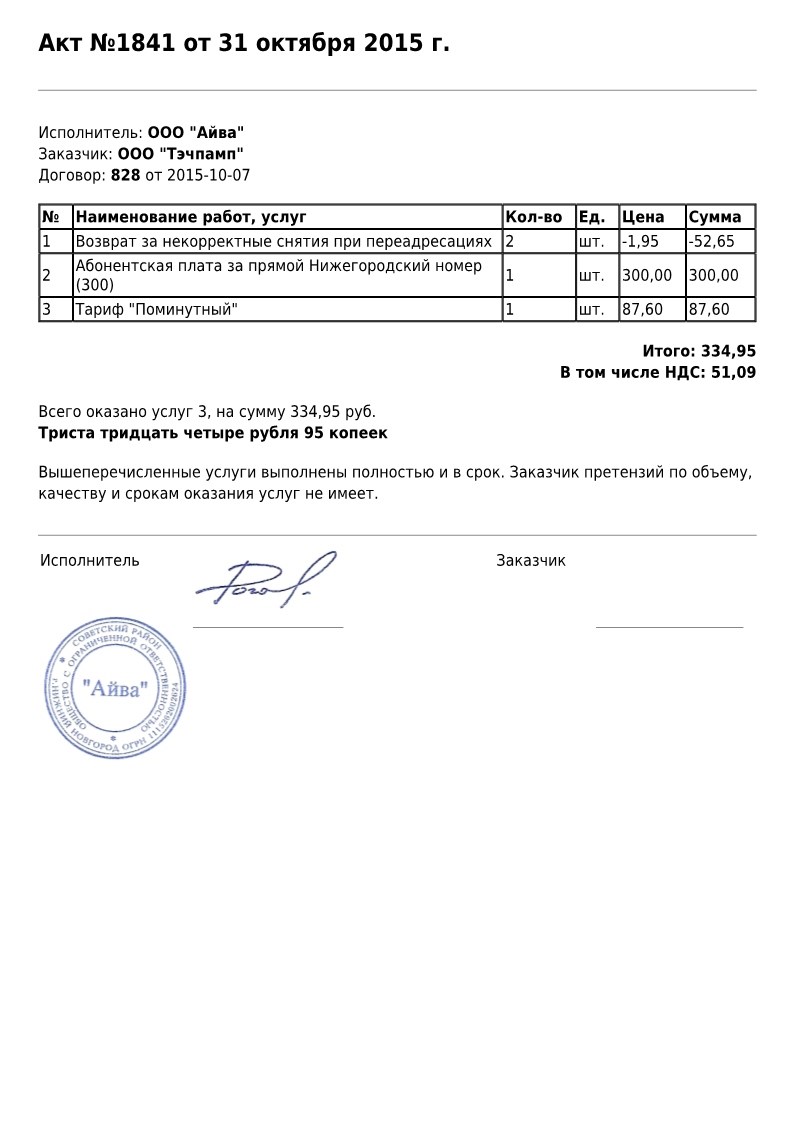 Акт №1841 от 31 октября 2015 г.
Исполнитель: ООО "Айва"
Заказчик: ООО "Тэчпамп"
Договор: 828 от 2015-10-07
№ Наименование работ, услуг Кол-во Ед. Цена Сумма
1 Возврат за некорректные снятия при переадресациях 2 шт. -1,95 -52,65
2 Абонентская плата за прямой Нижегородский номер (300) 1 шт. 300,00 300,00
3 Тариф "Поминутный" 1 шт. 87,60 87,60
Итого: 334,95
В том числе НДС: 51,09
Всего оказано услуг 3, на сумму 334,95 руб.
Триста тридцать четыре рубля 95 копеек
Вышеперечисленные услуги выполнены полностью и в срок. Заказчик претензий по объему,
качеству и срокам оказания услуг не имеет.
Исполнитель Заказчик
СОВЕТСКИЙ РАЙОН
Г.НИЖНИЙ НОВГОРОД ОГРН
ОБЩЕСТВО С ОГРАНИЧЕННОЙ ОТВЕТСТВЕННОСТЬЮ
"Айва"